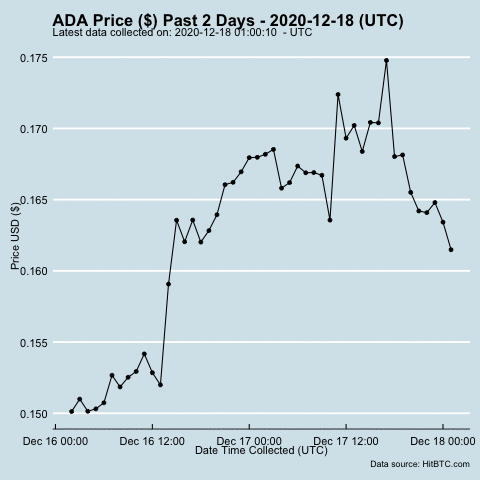 ADA Price ($) Past 2 Days - 2020-12-18 (UTC)
Latest data collected on: 2020-12-18 01:00:10  - UTC
0.175
0.170
0.165
0.160
0.155
0.150
Price USD ($)
Dec 16 00:00
Dec 16 12:00
Dec 17 00:00
Dec 17 12:00
Dec 18 00:00
Date Time Collected (UTC)
Data source: HitBTC.com